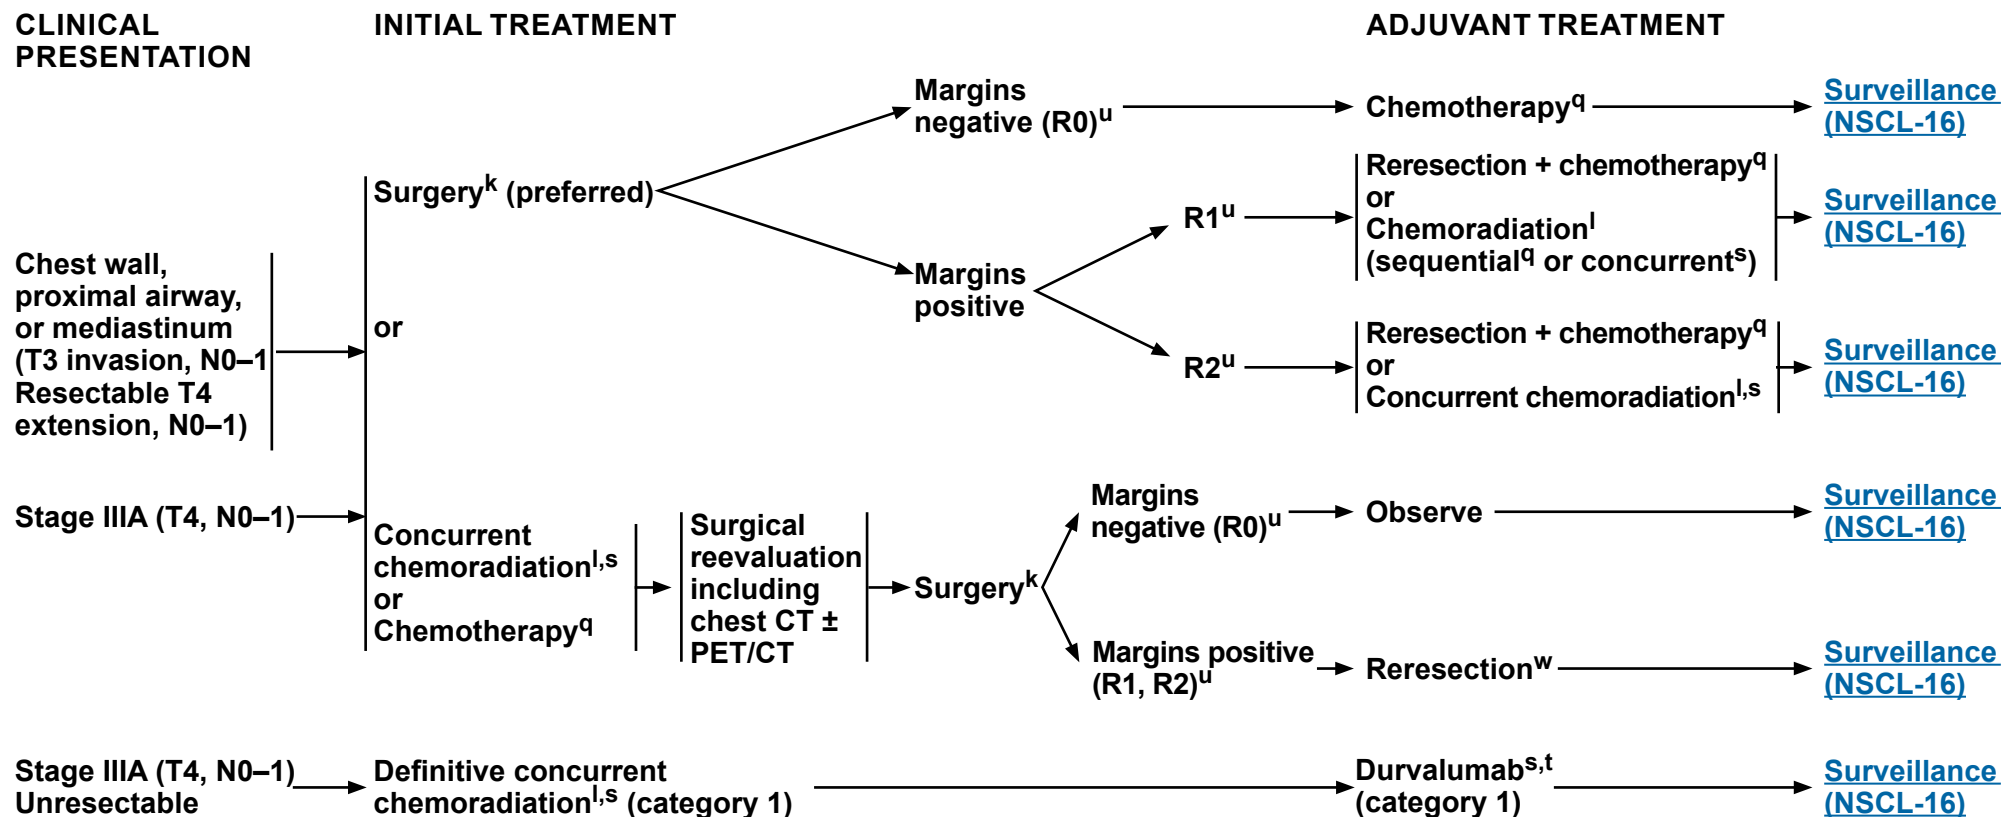 CLINICAL
PRESENTATION
INITIAL TREATMENT
ADJUVANT TREATMENT
Chest wall,
proximal airway,
or mediastinum
(T3 invasion, N0–1
Resectable T4
extension, N0–1)
Stage IIIA (T4, N0–1)
Surgeryᵏ (preferred)
or
Concurrent
chemoradiationˡ,ˢ
or
Chemotherapy^q
Margins
negative (R0)ᵘ
Chemotherapy^q
Surveillance
(NSCL-16)
Margins
positive
R1ᵘ
Reresection + chemotherapy^q
or
Chemoradiationˡ
(sequential^q or concurrentˢ)
Surveillance
(NSCL-16)
R2ᵘ
Reresection + chemotherapy^q
or
Concurrent chemoradiationˡ,ˢ
Surveillance
(NSCL-16)
Surgical
reevaluation
including
chest CT ±
PET/CT
Surgeryᵏ
Margins
negative (R0)ᵘ
Observe
Surveillance
(NSCL-16)
Margins positive
(R1, R2)ᵘ
Reresectionʷ
Surveillance
(NSCL-16)
Stage IIIA (T4, N0–1)
Unresectable
Definitive concurrent
chemoradiationˡ,ˢ (category 1)
Durvalumabˢ,ᵗ
(category 1)
Surveillance
(NSCL-16)